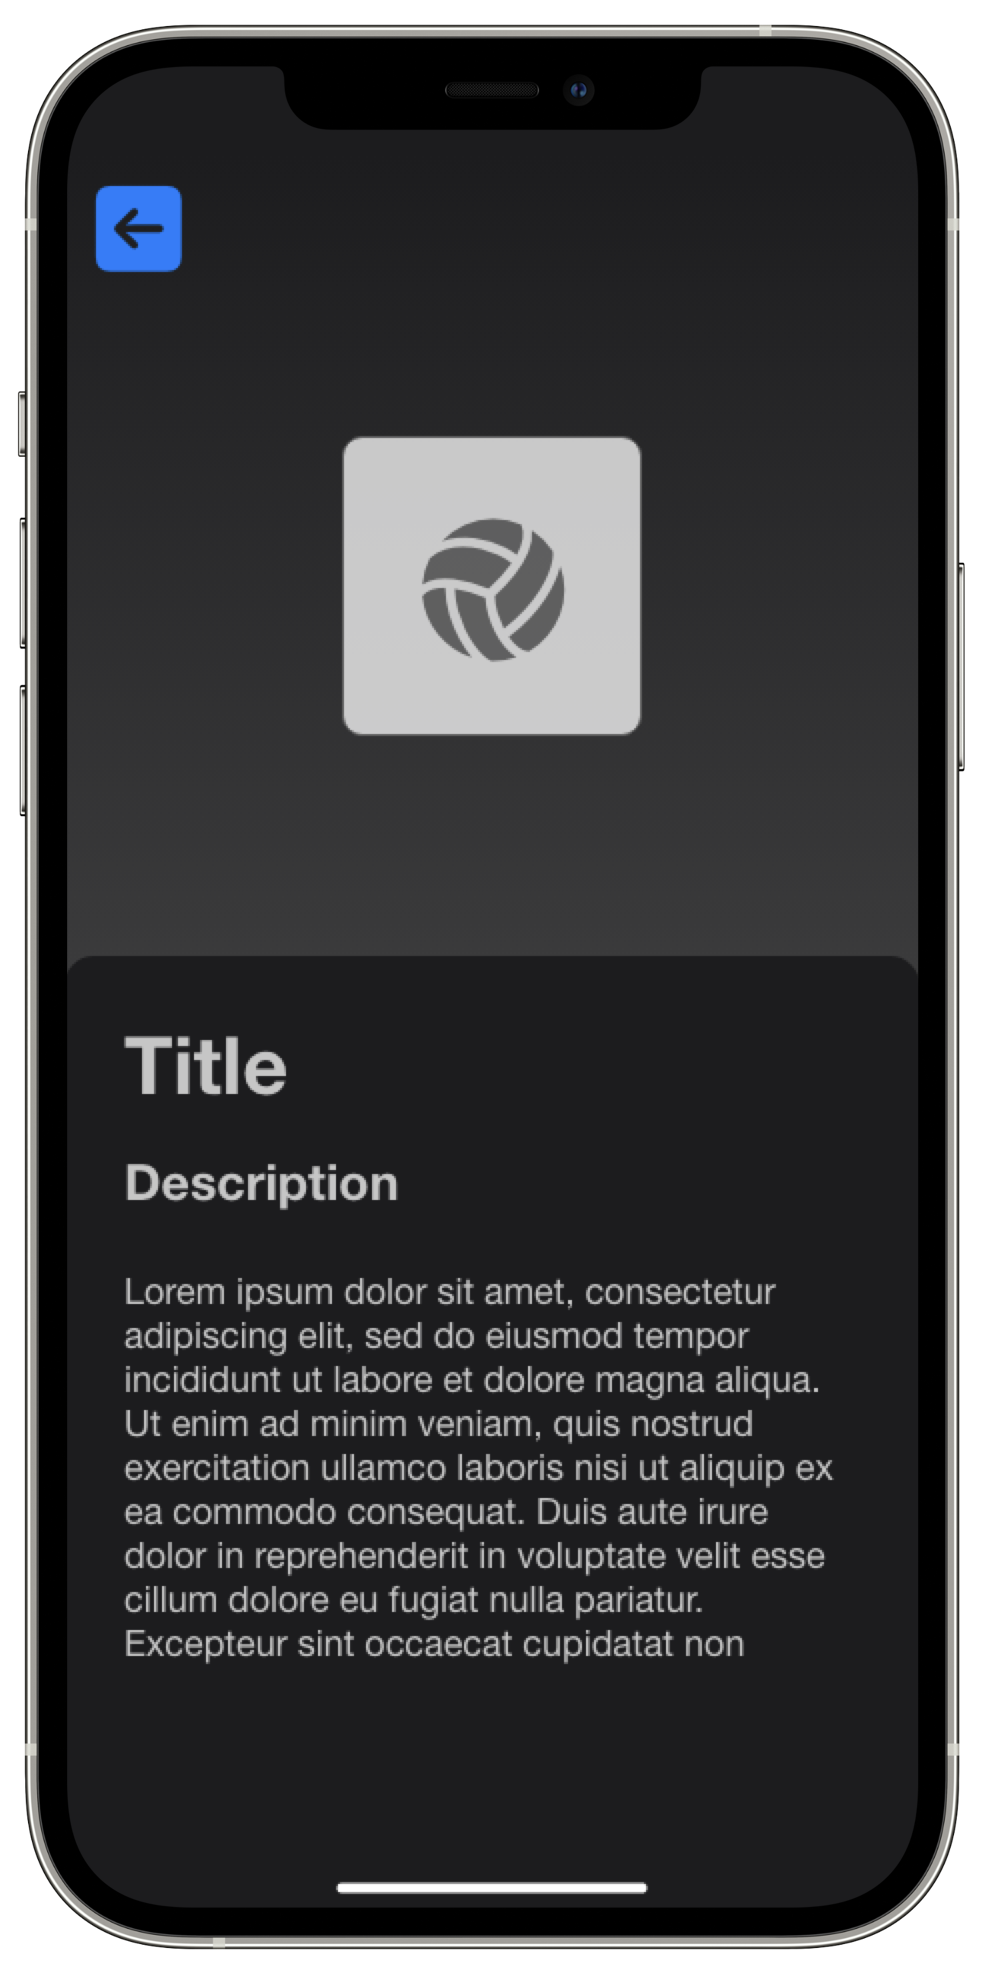 Title
Description
Lorem ipsum dolor sit amet, consectetur
adipiscing elit, sed do eiusmod tempor
incididunt ut labore et dolore magna aliqua.
Ut enim ad minim veniam, quis nostrud
exercitation ullamco laboris nisi ut aliquip ex
ea commodo consequat. Duis aute irure
dolor in reprehenderit in voluptate velit esse
cillum dolore eu fugiat nulla pariatur.
Excepteur sint occaecat cupidatat non